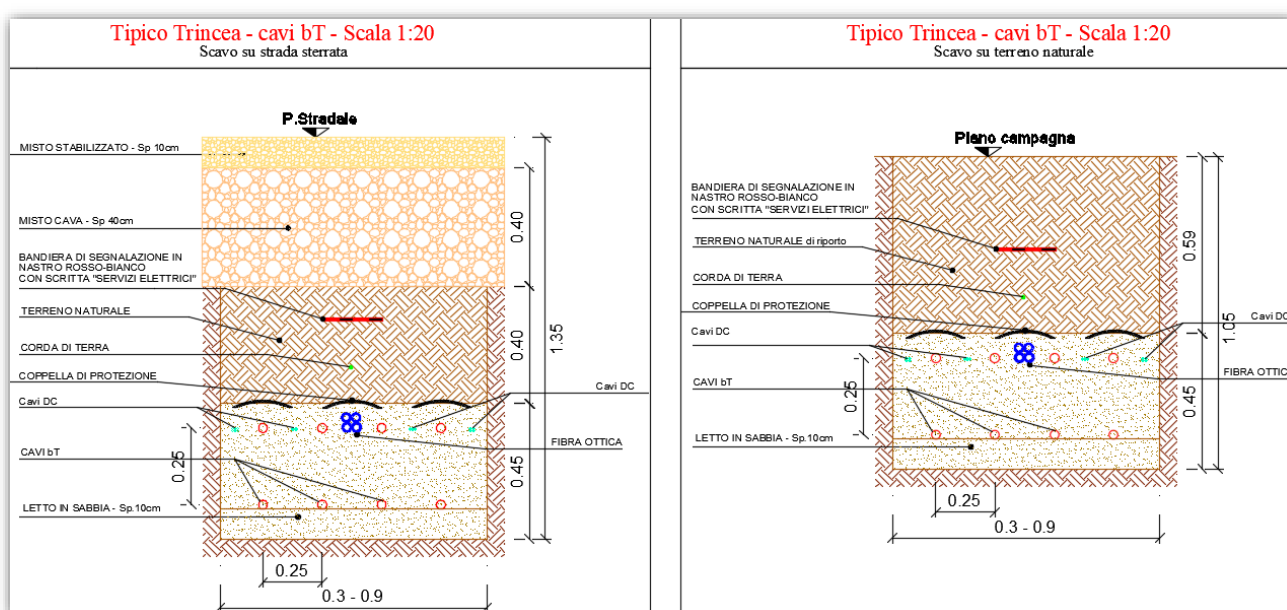 Tipico Trincea - cavi bT - Scala 1:20
Scavo su strada sterrata
P.Stradale
MISTO STABILIZZATO - Sp 10cm
MISTO CAVA - Sp 40cm
BANDIERA DI SEGNALAZIONE IN
NASTRO ROSSO-BIANCO
CON SCRITTA "SERVIZI ELETTRICI"
TERRENO NATURALE
CORDA DI TERRA
COPPELLA DI PROTEZIONE
Cavi DC
CAVI bT
LETTO IN SABBIA - Sp.10cm
Cavi DC
FIBRA OTTICA
0.40
0.40
0.45
1.35
0.25
0.25
0.3 - 0.9
Tipico Trincea - cavi bT - Scala 1:20
Scavo su terreno naturale
Piano campagna
BANDIERA DI SEGNALAZIONE IN
NASTRO ROSSO-BIANCO
CON SCRITTA "SERVIZI ELETTRICI"
TERRENO NATURALE di riporto
CORDA DI TERRA
COPPELLA DI PROTEZIONE
Cavi DC
CAVI bT
LETTO IN SABBIA - Sp.10cm
Cavi DC
FIBRA OTTICA
0.59
1.05
0.45
0.25
0.25
0.3 - 0.9